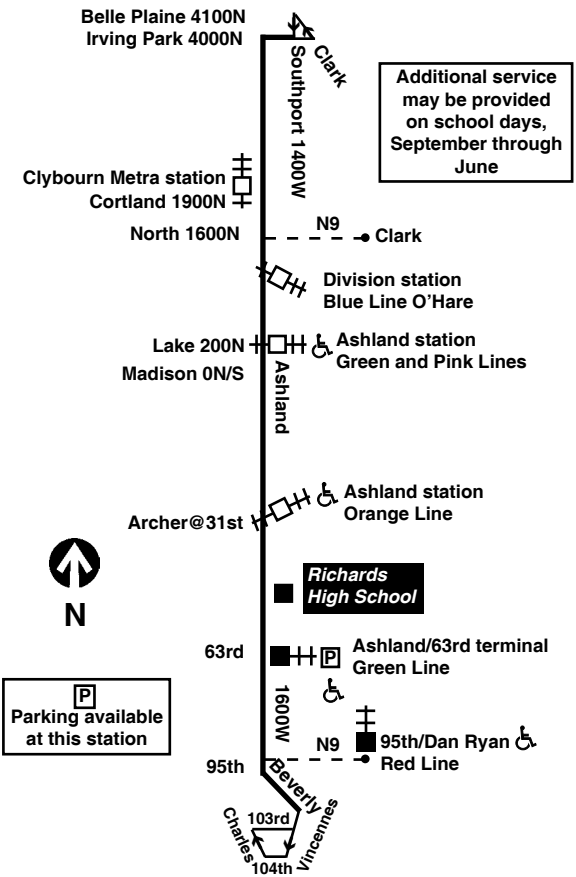 Belle Plaine 4100N
Irving Park 4000N
Clark
Southport 1400W
Additional service
may be provided
on school days,
September through
June
Clybourn Metra station
Cortland 1900N
North 1600N
N9
Clark
Division station
Blue Line O'Hare
Lake 200N
Ashland station
Green and Pink Lines
Madison 0N/S
Ashland
Ashland station
Orange Line
Archer@31st
N
Richards
High School
63rd
P
Ashland/63rd terminal
Green Line
P
Parking available
at this station
1600W
N9
95th/Dan Ryan
Red Line
95th
Beverly
103rd
Charles
Vincennes
104th